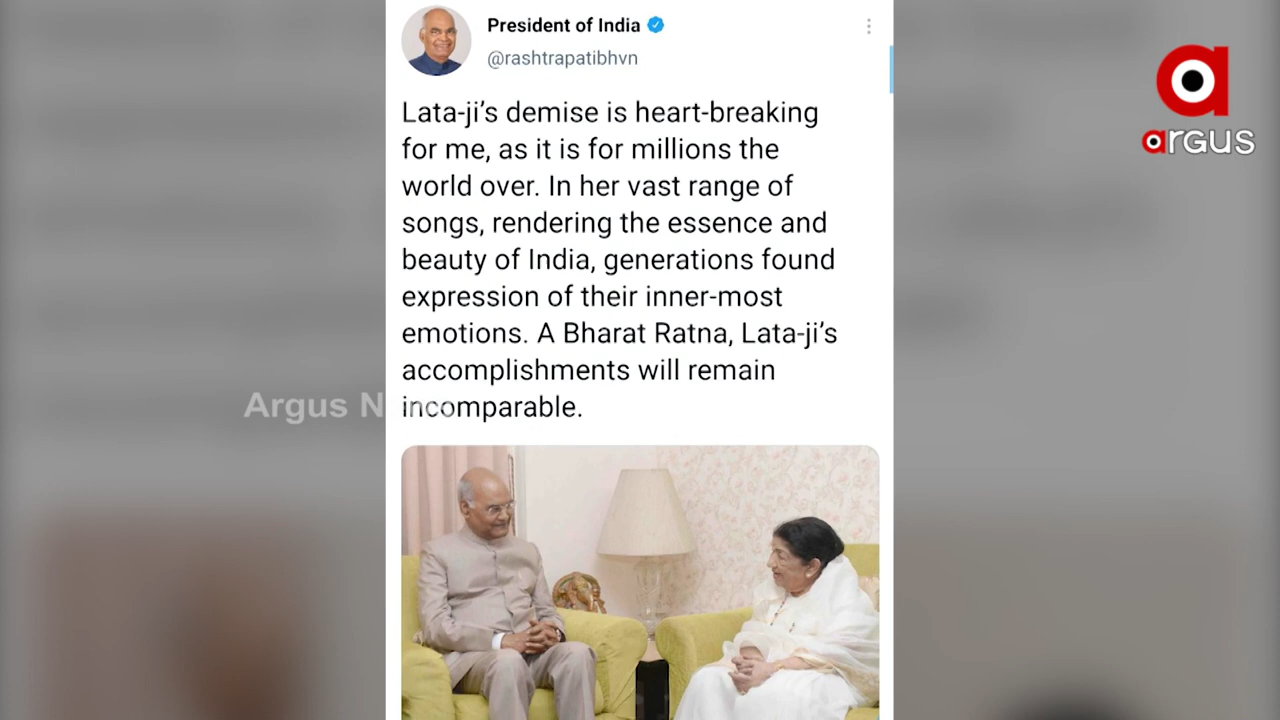 President of India
@rashtrapatibhvn
argus
Lata-ji’s demise is heart-breaking
for me, as it is for millions the
world over. In her vast range of
songs, rendering the essence and
beauty of India, generations found
expression of their inner-most
emotions. A Bharat Ratna, Lata-ji’s
accomplishments will remain
incomparable.
Argus News